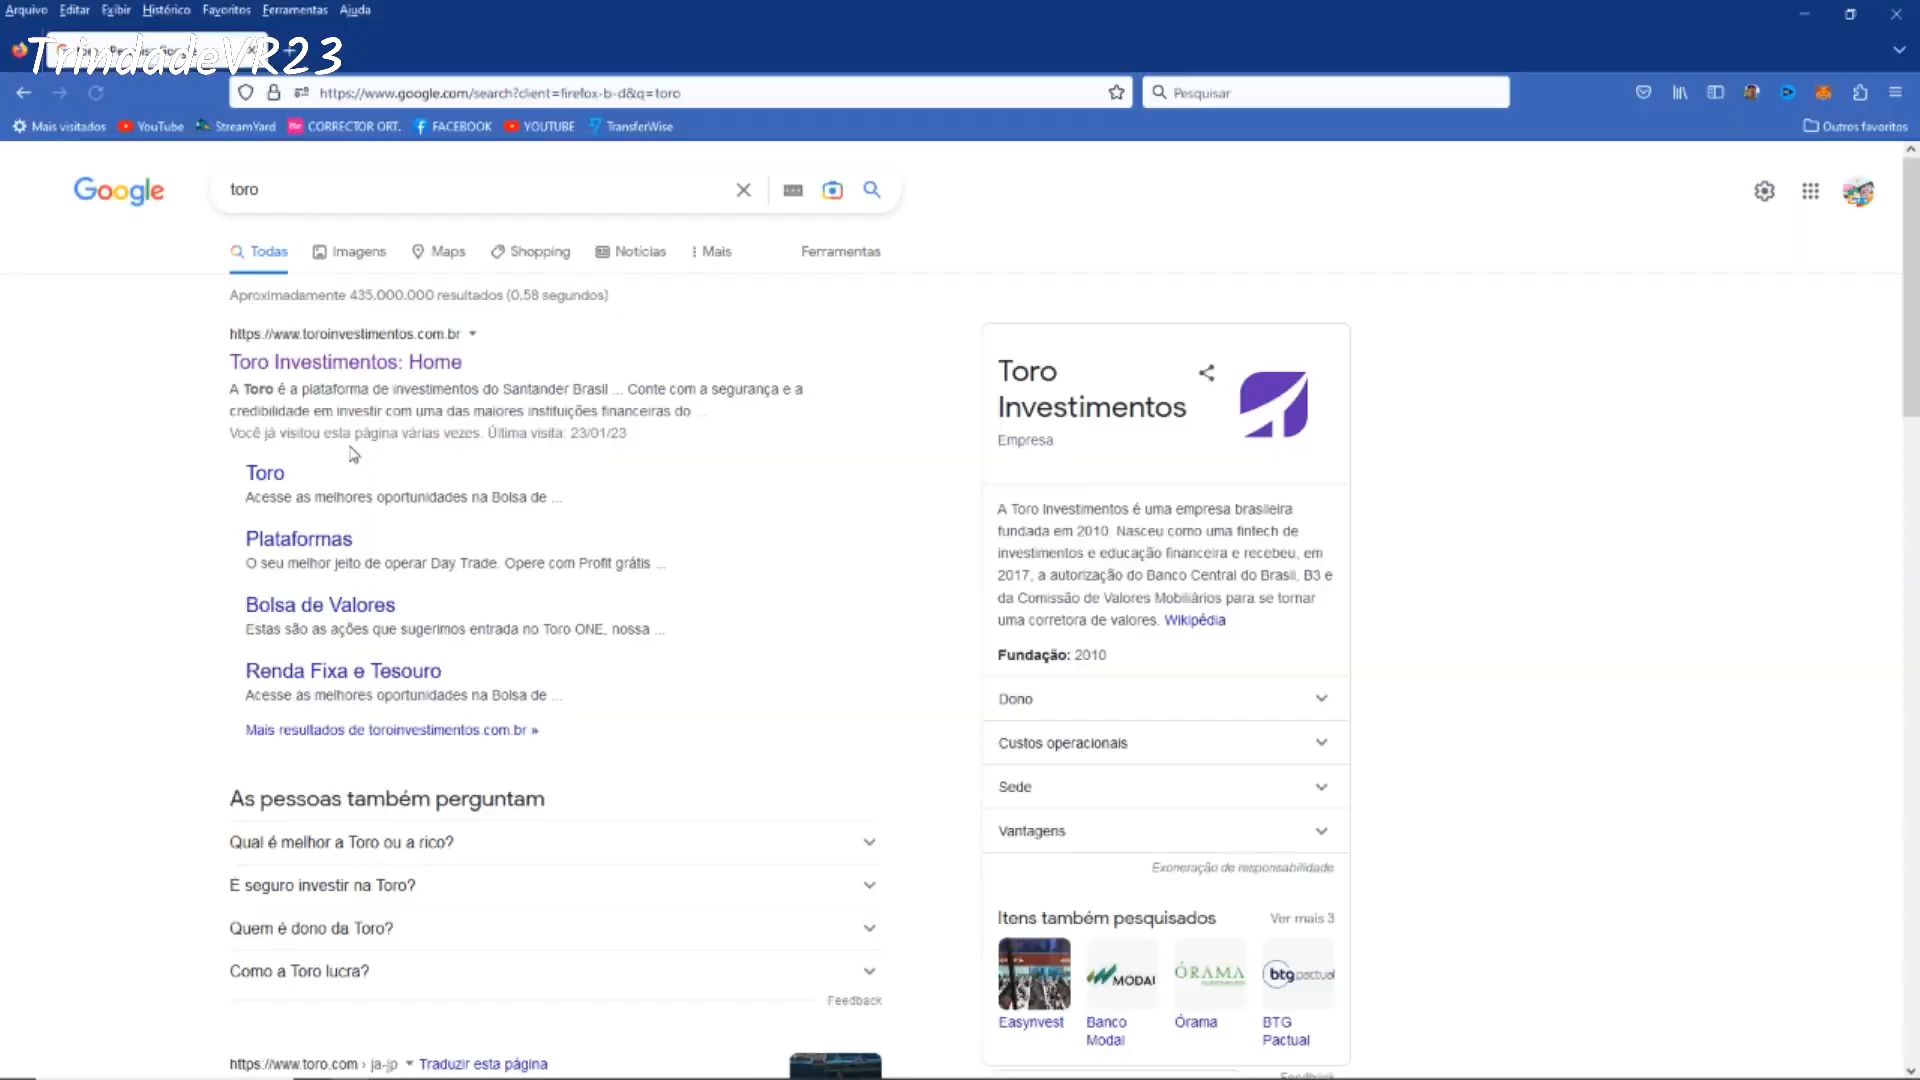 Arquivo Editar Exibir Histórico Favoritos Ferramentas Ajuda
TrindadeVR23
https://www.google.com/search?client=firefox-b-d&q=toro
Pesquisar
Mais visitados YouTube StreamYard CORRECTOR ORT. FACEBOOK YOUTUBE TransferWise Outros favoritos
Google
toro
Todas Imagens Maps Shopping Notícias Mais Ferramentas
Aproximadamente 435.000.000 resultados (0,58 segundos)
https://www.toroinvestimentos.com.br
Toro Investimentos: Home
A Toro é a plataforma de investimentos do Santander Brasil ... Conte com a segurança e a
credibilidade em investir com uma das maiores instituições financeiras do ...
Você já visitou esta página várias vezes. Última visita: 23/01/23
Toro
Acesse as melhores oportunidades na Bolsa de ...
Plataformas
O seu melhor jeito de operar Day Trade. Opere com Profit grátis ...
Bolsa de Valores
Estas são as ações que sugerimos entrada no Toro ONE, nossa ...
Renda Fixa e Tesouro
Acesse as melhores oportunidades na Bolsa de ...
Mais resultados de toroinvestimentos.com.br »
As pessoas também perguntam
Qual é melhor a Toro ou a rico?
É seguro investir na Toro?
Quem é dono da Toro?
Como a Toro lucra?
Feedback
https://www.toro.com › ja-jp Traduzir esta página
Toro
Investimentos
Empresa
A Toro Investimentos é uma empresa brasileira
fundada em 2010. Nasceu como uma fintech de
investimentos e educação financeira e recebeu, em
2017, a autorização do Banco Central do Brasil, B3 e
da Comissão de Valores Mobiliários para se tornar
uma corretora de valores. Wikipédia
Fundação: 2010
Dono
Custos operacionais
Sede
Vantagens
Exoneração de responsabilidade
Itens também pesquisados Ver mais 3
MODAL ÓRAMA btg pactual
Easynvest Banco Modal Órama BTG Pactual
Feedback